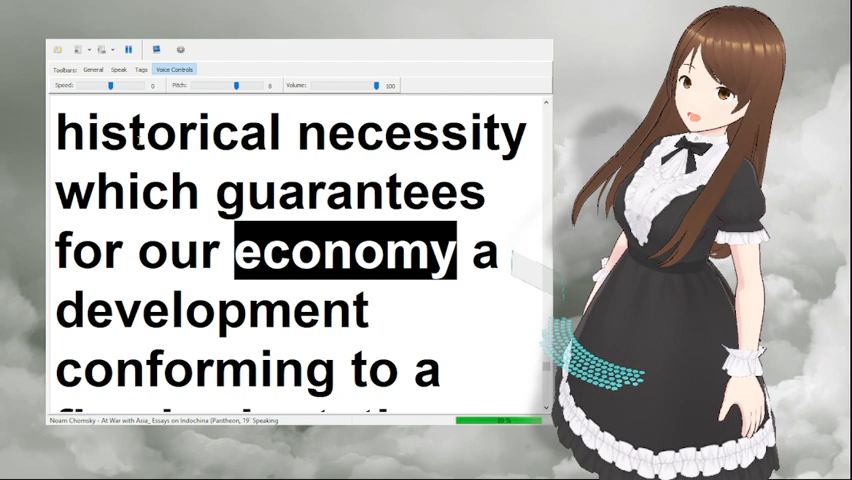 Toolbars: General Speak Tags Voice Controls
Speed: 0 Pitch: 8 Volume: 100
historical necessity
which guarantees
for our economy a
development
conforming to a
Noam Chomsky - At War with Asia_ Essays on Indochina (Pantheon, 19 Speaking